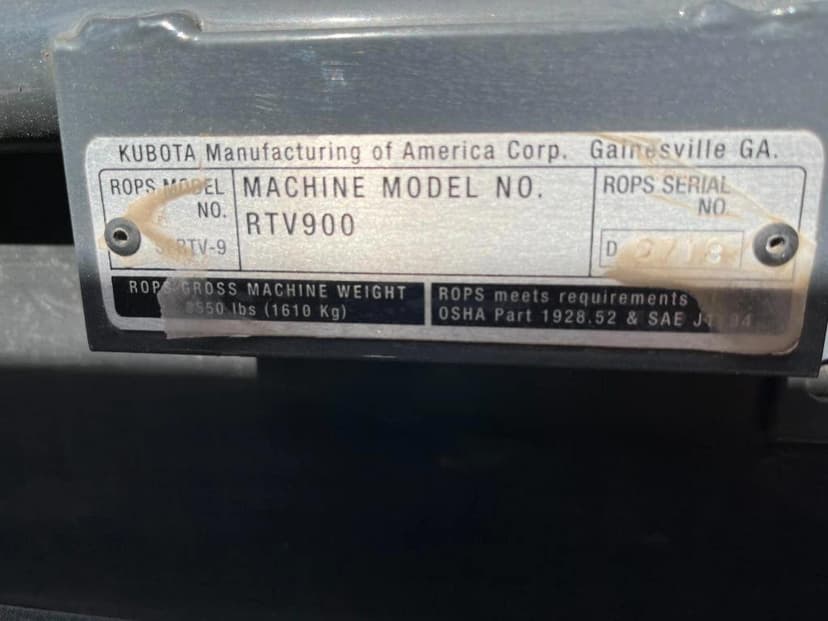 KUBOTA Manufacturing of America Corp. Gainesville GA.
ROPS MODEL NO.
MACHINE MODEL NO.
RTV900
ROPS SERIAL NO.
D
ROPS GROSS MACHINE WEIGHT
(1610 Kg)
ROPS meets requirements
OSHA Part 1928.52 & SAE